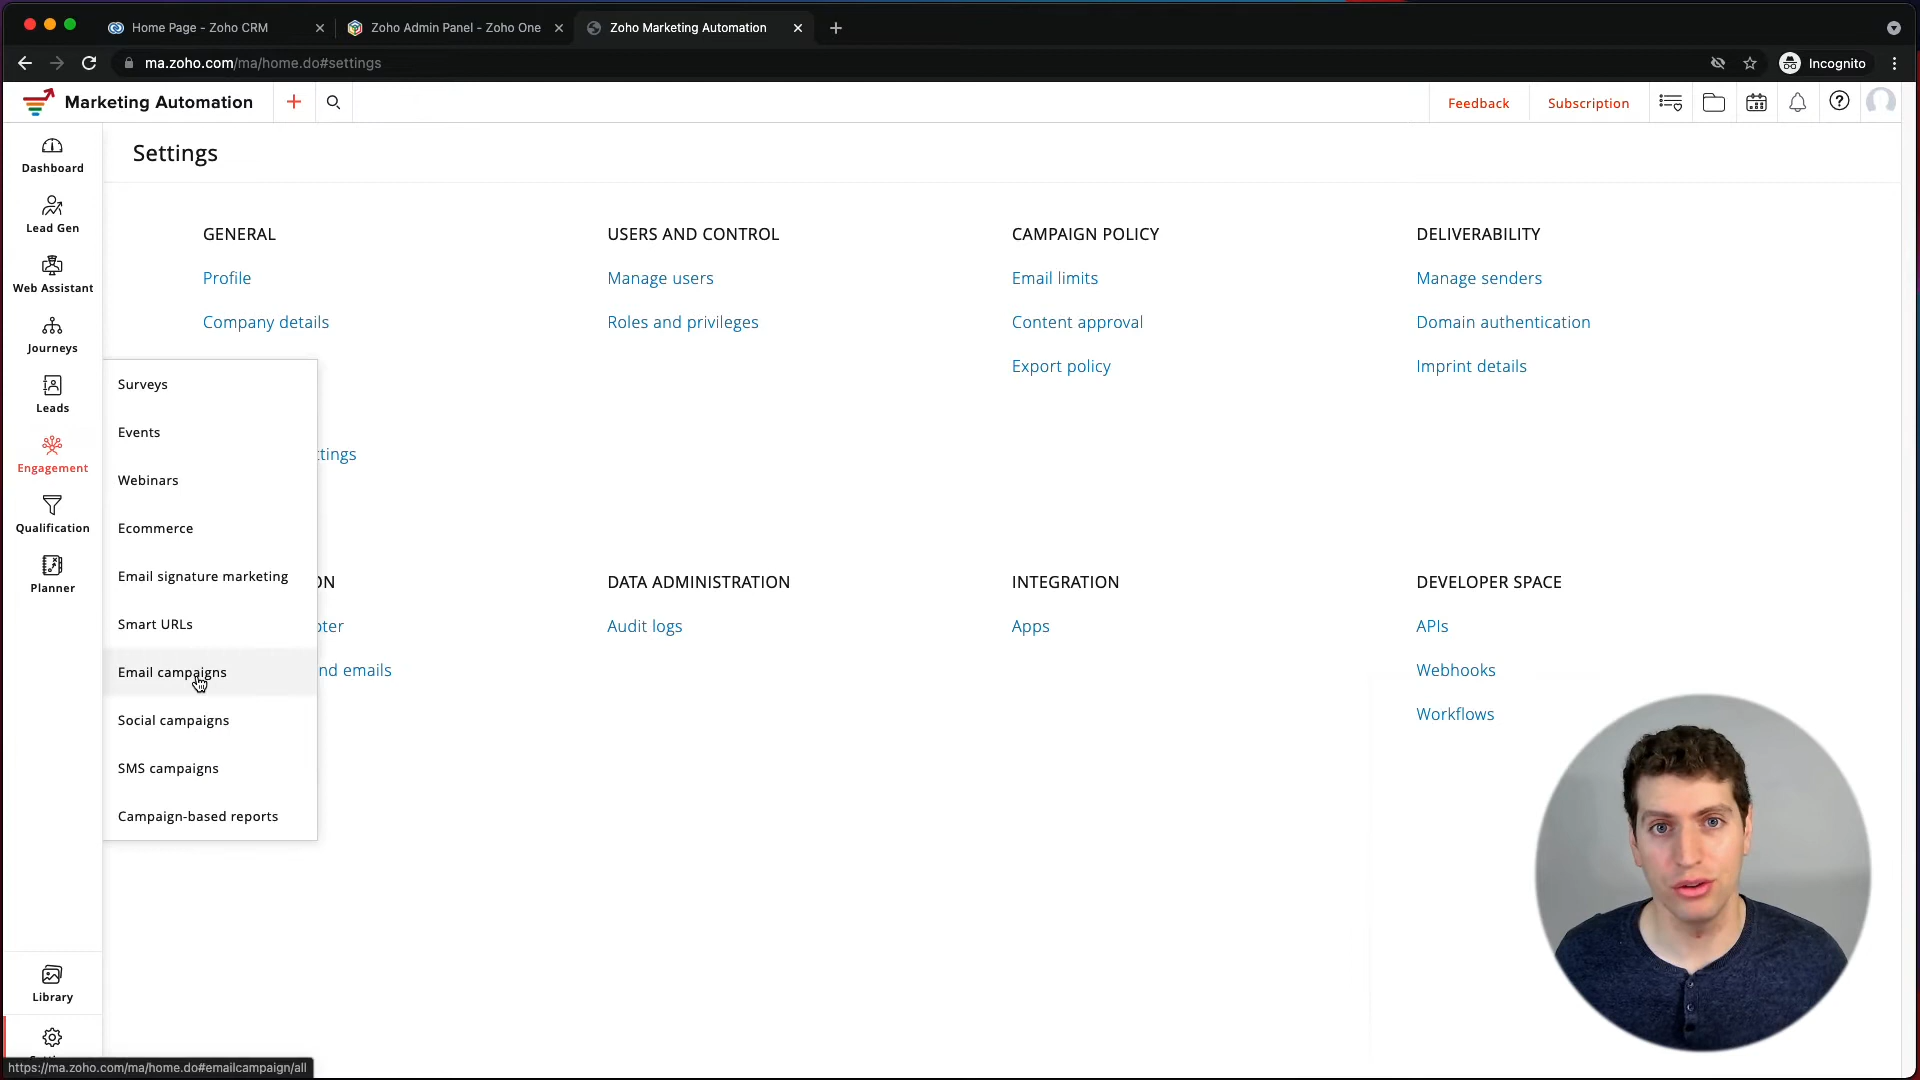 Home Page - Zoho CRM
Zoho Admin Panel - Zoho One
Zoho Marketing Automation
ma.zoho.com/ma/home.do#settings
Incognito
Marketing Automation
Feedback
Subscription
Dashboard
Lead Gen
Web Assistant
Journeys
Leads
Engagement
Qualification
Planner
Library
Settings
GENERAL
Profile
Company details
ttings
USERS AND CONTROL
Manage users
Roles and privileges
CAMPAIGN POLICY
Email limits
Content approval
Export policy
DELIVERABILITY
Manage senders
Domain authentication
Imprint details
Surveys
Events
Webinars
Ecommerce
Email signature marketing
Smart URLs
Email campaigns
Social campaigns
SMS campaigns
Campaign-based reports
ON
oter
nd emails
DATA ADMINISTRATION
Audit logs
INTEGRATION
Apps
DEVELOPER SPACE
APIs
Webhooks
Workflows
https://ma.zoho.com/ma/home.do#emailcampaign/all